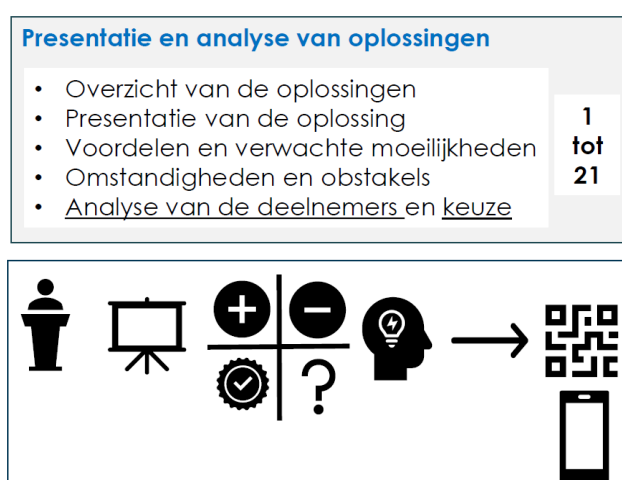 Presentatie en analyse van oplossingen
• Overzicht van de oplossingen
• Presentatie van de oplossing
• Voordelen en verwachte moeilijkheden
• Omstandigheden en obstakels
• Analyse van de deelnemers en keuze
1
tot
21
?